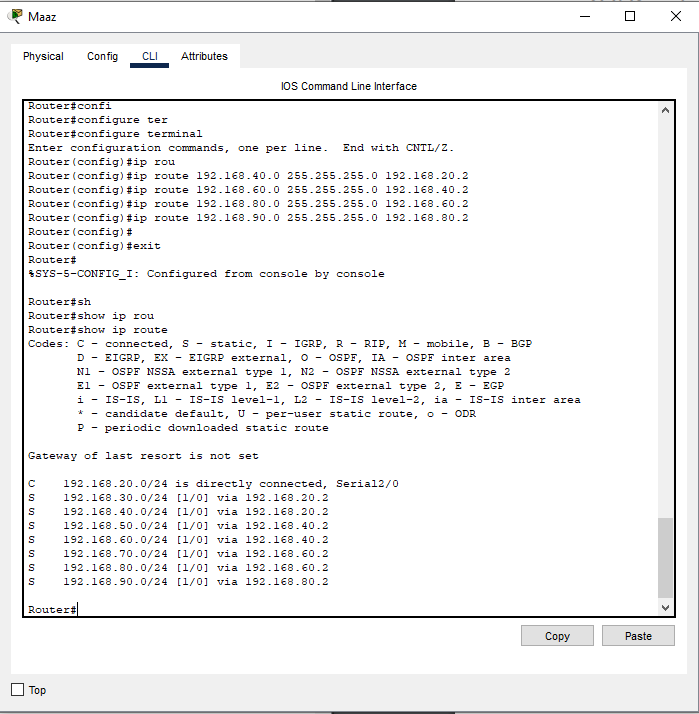 Maaz
Physical Config CLI Attributes
IOS Command Line Interface
Router#confi
Router#configure ter
Router#configure terminal
Enter configuration commands, one per line.  End with CNTL/Z.
Router(config)#ip rou
Router(config)#ip route 192.168.40.0 255.255.255.0 192.168.20.2
Router(config)#ip route 192.168.60.0 255.255.255.0 192.168.40.2
Router(config)#ip route 192.168.80.0 255.255.255.0 192.168.60.2
Router(config)#ip route 192.168.90.0 255.255.255.0 192.168.80.2
Router(config)#
Router(config)#exit
Router#
%SYS-5-CONFIG_I: Configured from console by console
Router#sh
Router#show ip rou
Router#show ip route
Codes: C - connected, S - static, I - IGRP, R - RIP, M - mobile, B - BGP
       D - EIGRP, EX - EIGRP external, O - OSPF, IA - OSPF inter area
       N1 - OSPF NSSA external type 1, N2 - OSPF NSSA external type 2
       E1 - OSPF external type 1, E2 - OSPF external type 2, E - EGP
       i - IS-IS, L1 - IS-IS level-1, L2 - IS-IS level-2, ia - IS-IS inter area
       * - candidate default, U - per-user static route, o - ODR
       P - periodic downloaded static route
Gateway of last resort is not set
C    192.168.20.0/24 is directly connected, Serial2/0
S    192.168.30.0/24 [1/0] via 192.168.20.2
S    192.168.40.0/24 [1/0] via 192.168.20.2
S    192.168.50.0/24 [1/0] via 192.168.40.2
S    192.168.60.0/24 [1/0] via 192.168.40.2
S    192.168.70.0/24 [1/0] via 192.168.60.2
S    192.168.80.0/24 [1/0] via 192.168.60.2
S    192.168.90.0/24 [1/0] via 192.168.80.2
Router#
Copy Paste
Top